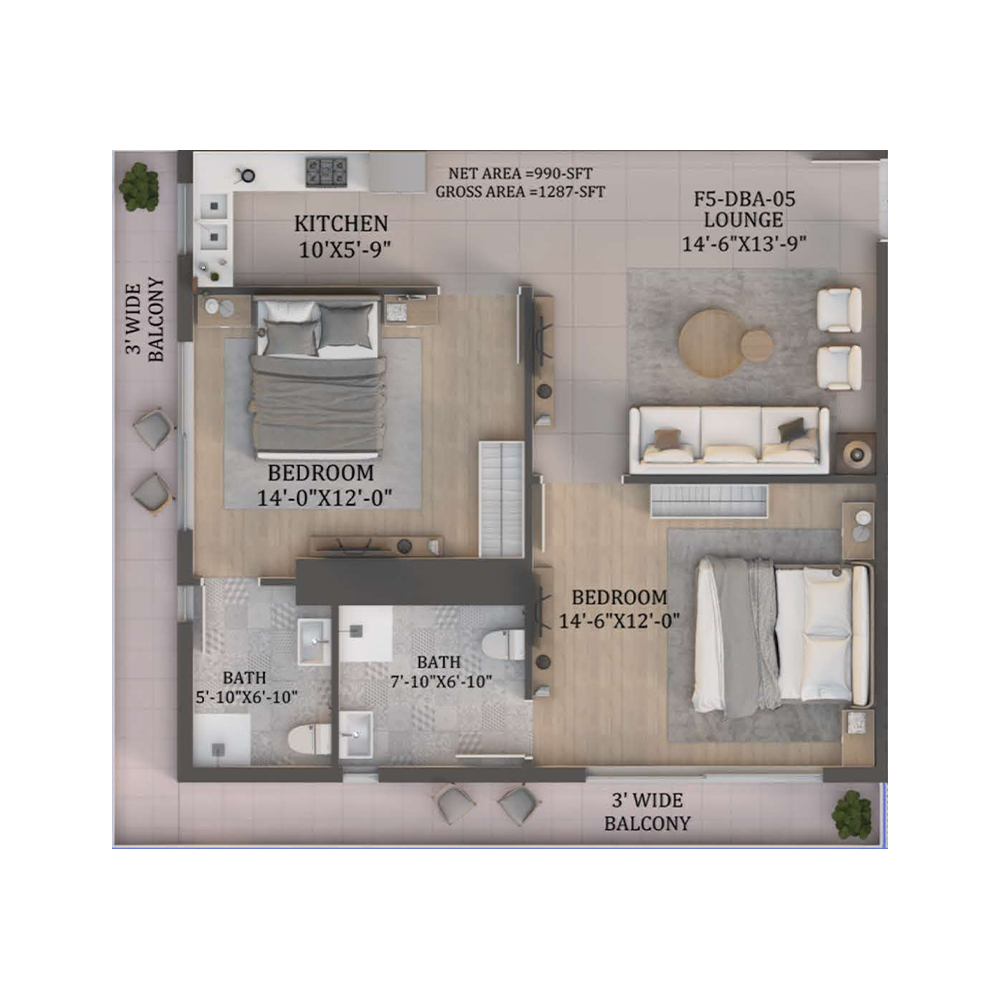 NET AREA =990-SFT
GROSS AREA =1287-SFT
F5-DBA-05
LOUNGE
14'-6"X13'-9"
KITCHEN
10'X5'-9"
3' WIDE
BALCONY
BEDROOM
14'-0"X12'-0"
BEDROOM
14'-6"X12'-0"
BATH
5'-10"X6'-10"
BATH
7'-10"X6'-10"
3' WIDE
BALCONY